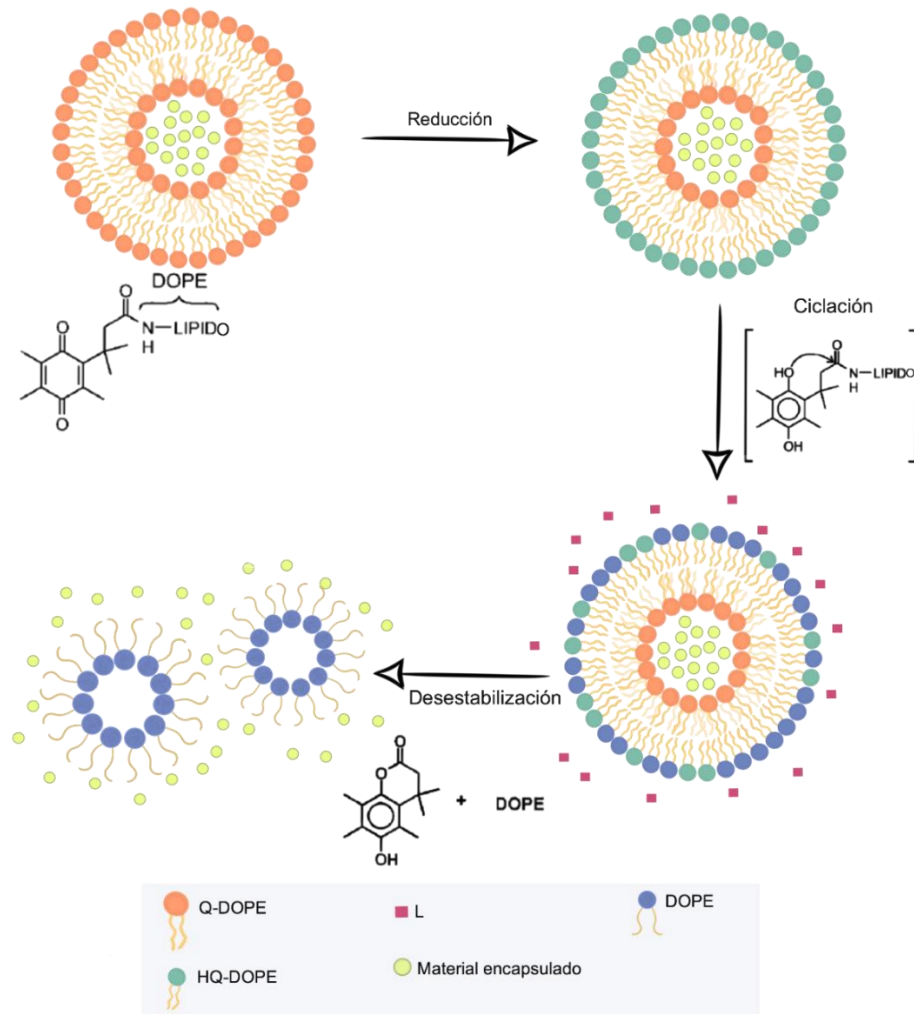 Reducción
DOPE
O
O
N
H
LIPIDO
O
Ciclación
O
HO
N
H
LIPIDO
OH
Desestabilización
O
O
+ DOPE
OH
Q-DOPE
L
DOPE
HQ-DOPE
Material encapsulado